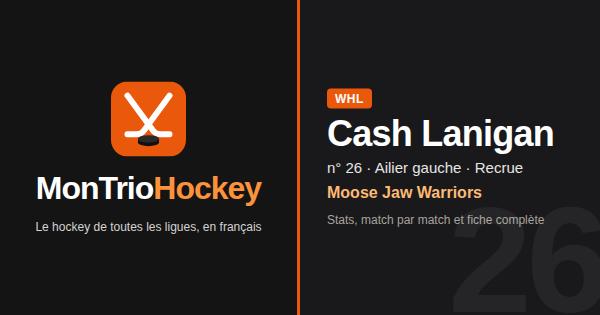 MonTrioHockey
Le hockey de toutes les ligues, en français
WHL
Cash Lanigan
n° 26 · Ailier gauche · Recrue
Moose Jaw Warriors
Stats, match par match et fiche complète
26